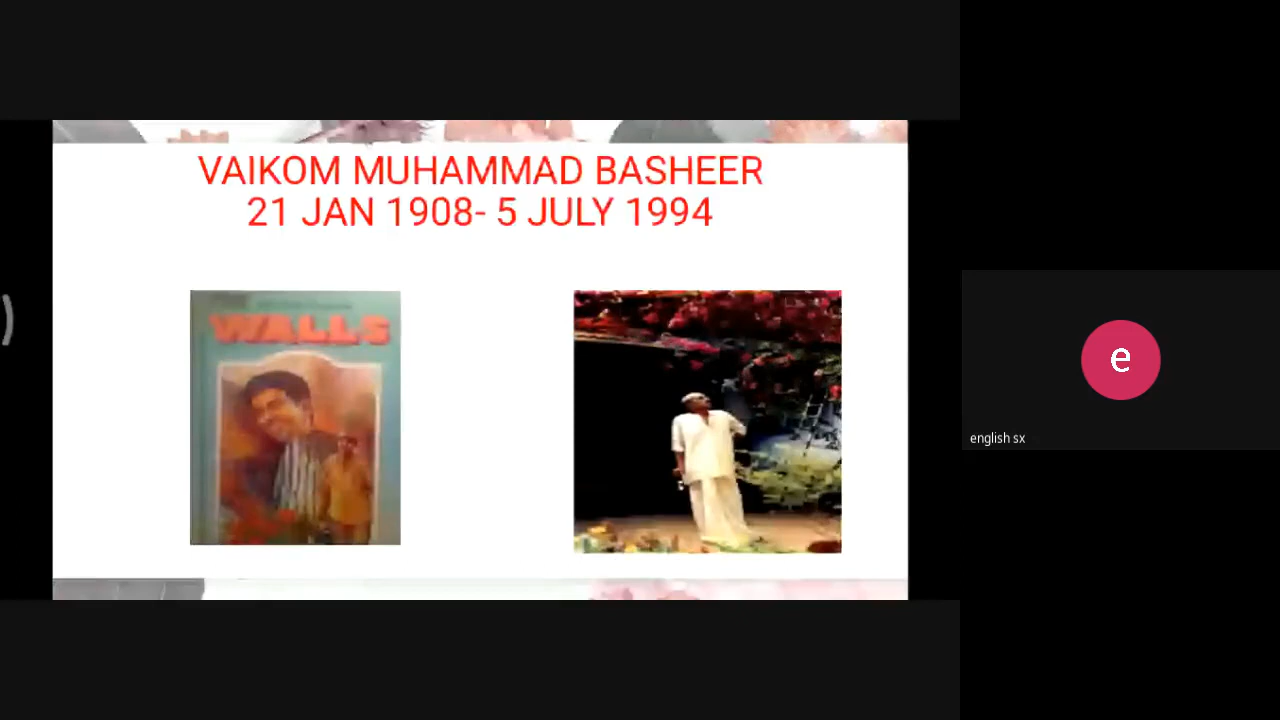 VAIKOM MUHAMMAD BASHEER
21 JAN 1908- 5 JULY 1994
WALLS
e
english sx